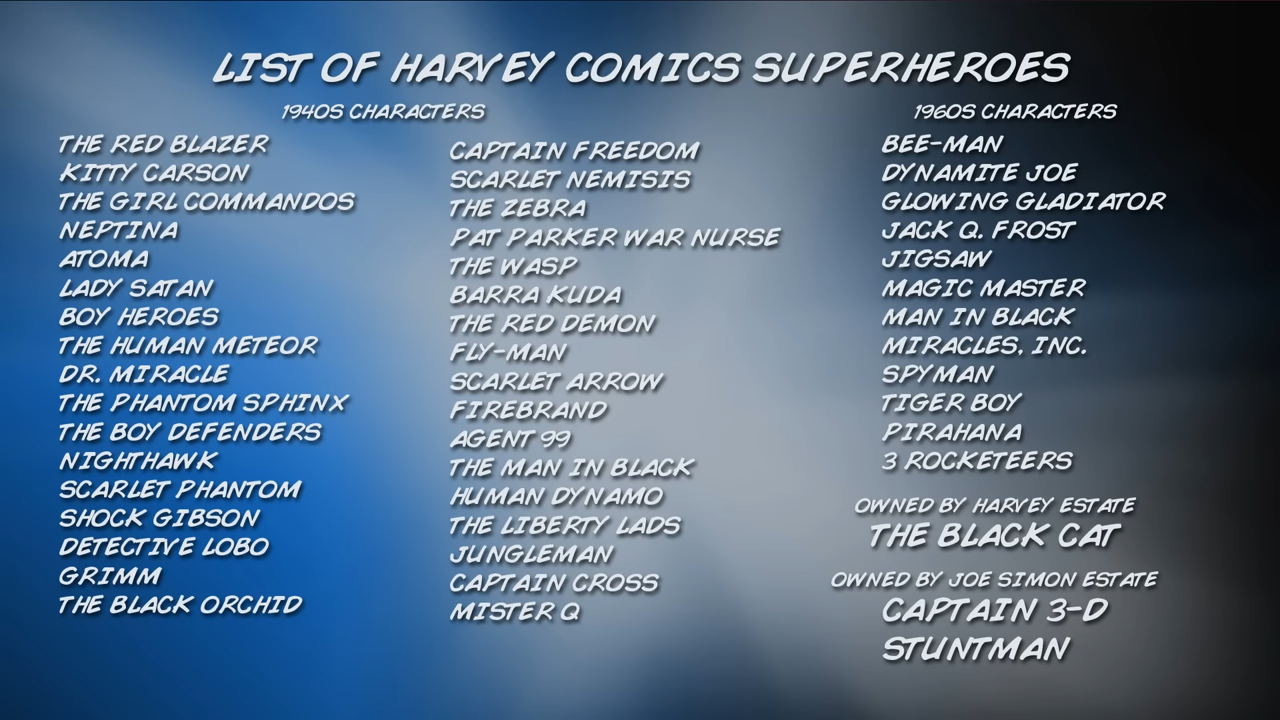 LIST OF HARVEY COMICS SUPERHEROES
1940S CHARACTERS
THE RED BLAZER
KITTY CARSON
THE GIRL COMMANDOS
NEPTINA
ATOMA
LADY SATAN
BOY HEROES
THE HUMAN METEOR
DR. MIRACLE
THE PHANTOM SPHINX
THE BOY DEFENDERS
NIGHTHAWK
SCARLET PHANTOM
SHOCK GIBSON
DETECTIVE LOBO
GRIMM
THE BLACK ORCHID
CAPTAIN FREEDOM
SCARLET NEMISIS
THE ZEBRA
PAT PARKER WAR NURSE
THE WASP
BARRA KUDA
THE RED DEMON
FLY-MAN
SCARLET ARROW
FIREBRAND
AGENT 99
THE MAN IN BLACK
HUMAN DYNAMO
THE LIBERTY LADS
JUNGLEMAN
CAPTAIN CROSS
MISTER Q
1960S CHARACTERS
BEE-MAN
DYNAMITE JOE
GLOWING GLADIATOR
JACK Q. FROST
JIGSAW
MAGIC MASTER
MAN IN BLACK
MIRACLES, INC.
SPYMAN
TIGER BOY
PIRAHANA
3 ROCKETEERS
OWNED BY HARVEY ESTATE
THE BLACK CAT
OWNED BY JOE SIMON ESTATE
CAPTAIN 3-D
STUNTMAN